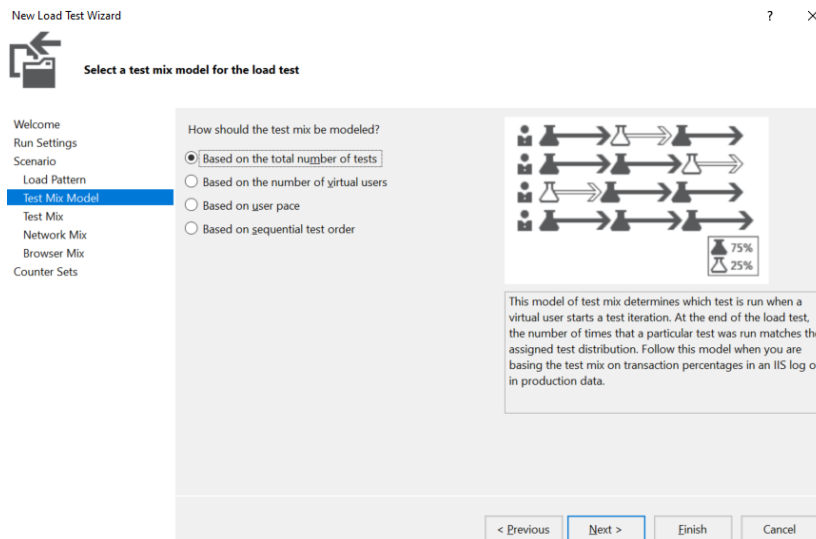 New Load Test Wizard
?
Select a test mix model for the load test
Welcome
Run Settings
Scenario
Load Pattern
Test Mix Model
Test Mix
Network Mix
Browser Mix
Counter Sets
How should the test mix be modeled?
Based on the total number of tests
Based on the number of virtual users
Based on user pace
Based on sequential test order
75%
25%
This model of test mix determines which test is run when a
virtual user starts a test iteration. At the end of the load test,
the number of times that a particular test was run matches the
assigned test distribution. Follow this model when you are
basing the test mix on transaction percentages in an IIS log o
in production data.
< Previous
Next >
Finish
Cancel